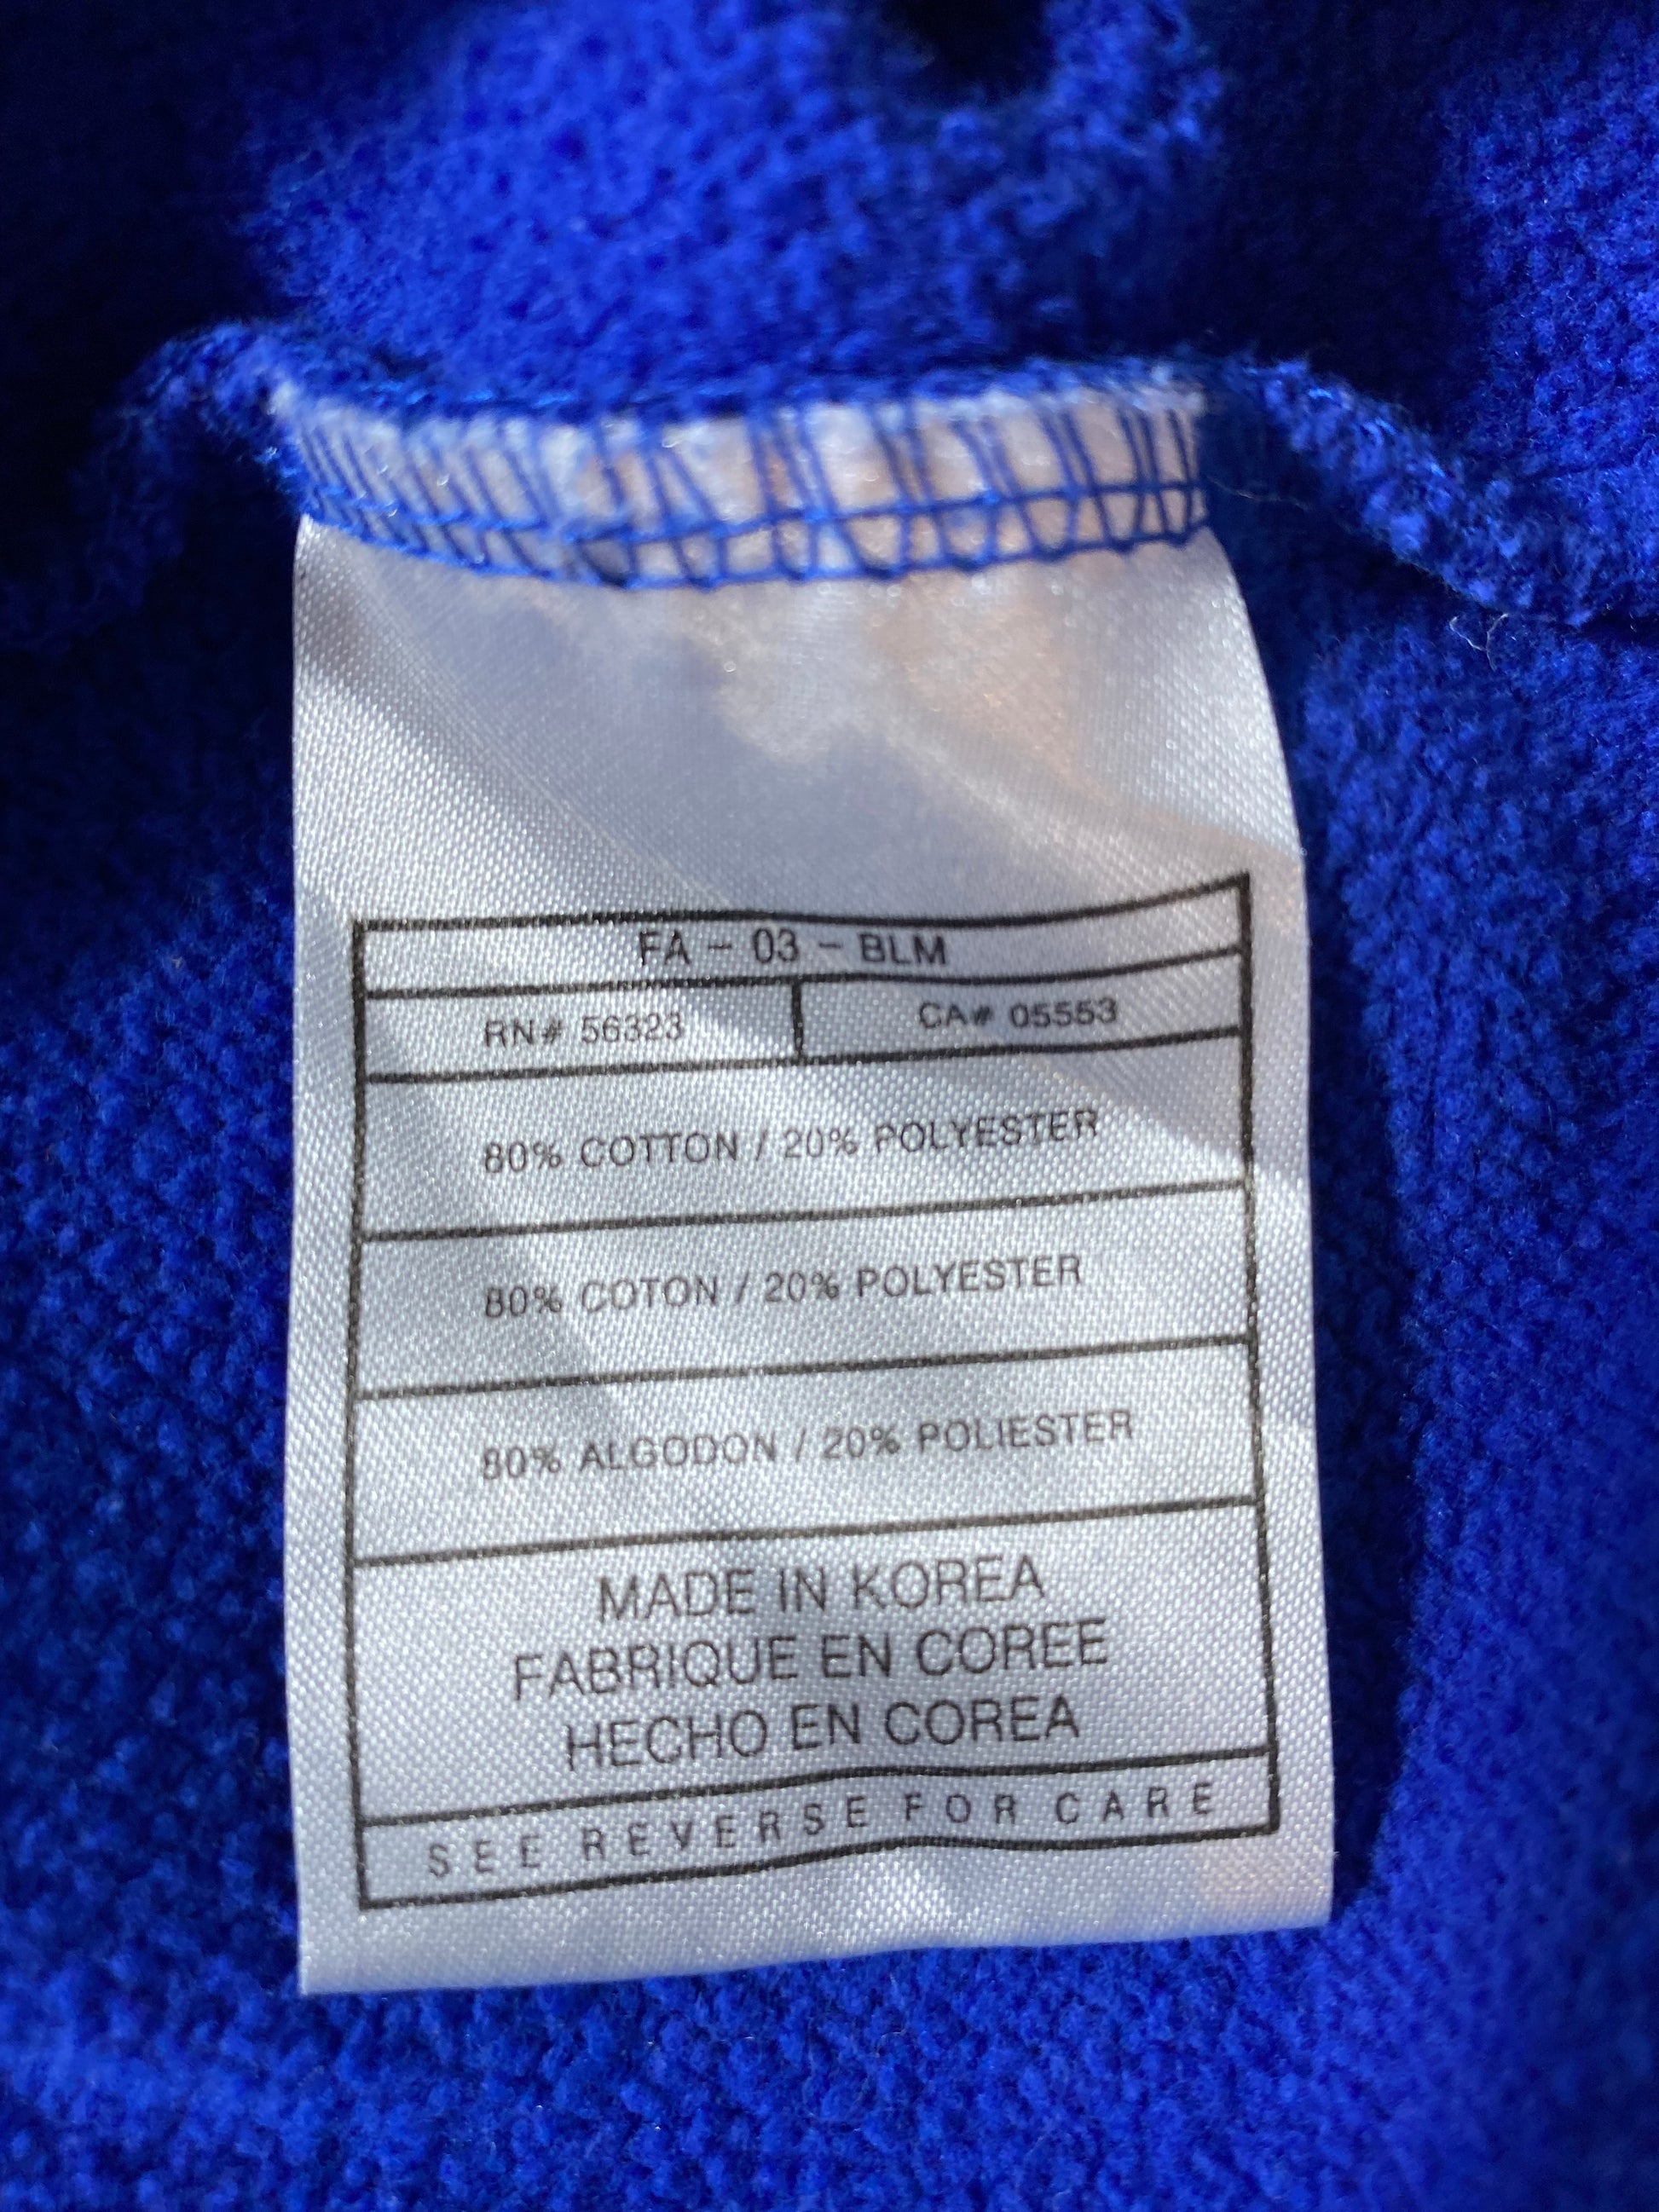 FA - 03 - BLM
RN# 56323 CA# 05553
80% COTTON / 20% POLYESTER
80% COTON / 20% POLYESTER
80% ALGODON / 20% POLIESTER
MADE IN KOREA
FABRIQUE EN COREE
HECHO EN COREA
SEE REVERSE FOR CARE